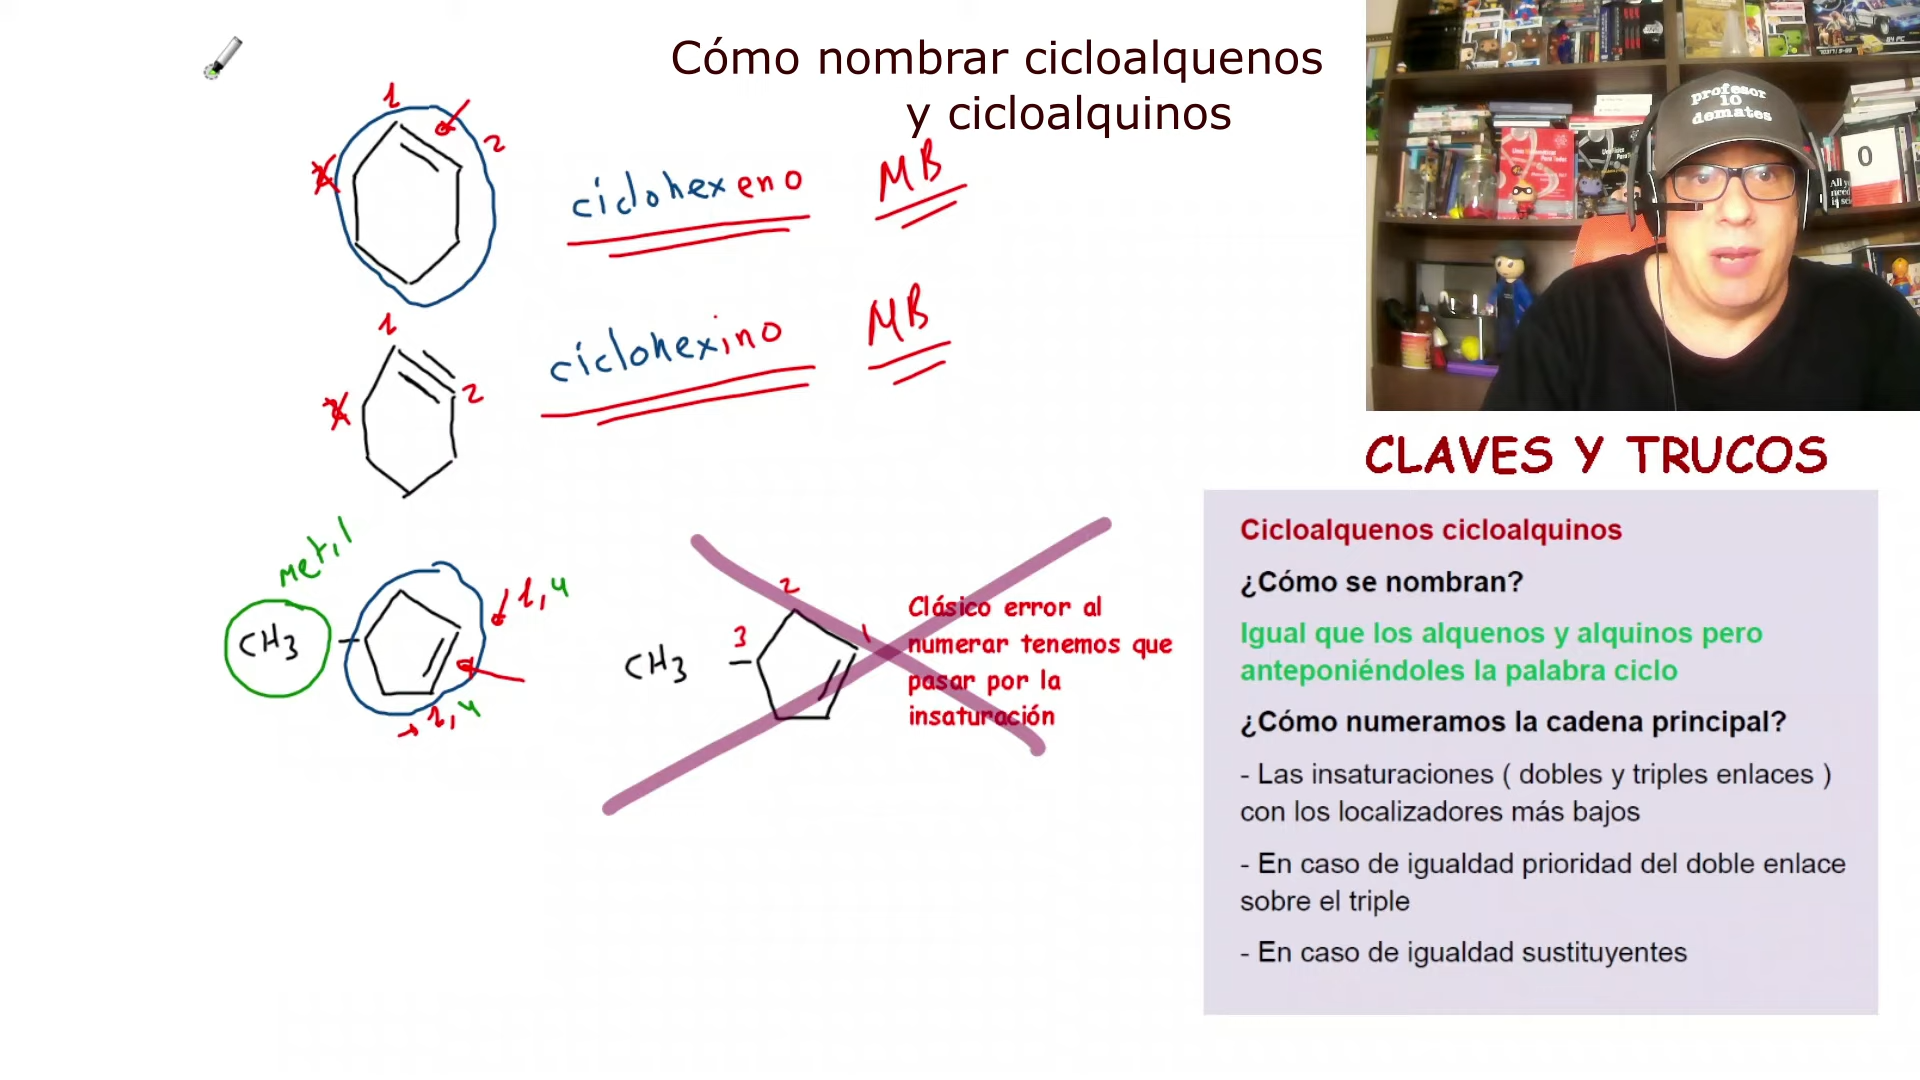 Cómo nombrar cicloalquenos
y cicloalquinos
1
2
ciclohexeno
MB
1
2
ciclohexino
MB
metil
CH3
1,4
1,4
2
3
1
CH3
Clásico error al
numerar tenemos que
pasar por la
insaturación
profesor
10
demates
0
CLAVES Y TRUCOS
Cicloalquenos cicloalquinos
¿Cómo se nombran?
Igual que los alquenos y alquinos pero
anteponiéndoles la palabra ciclo
¿Cómo numeramos la cadena principal?
- Las insaturaciones ( dobles y triples enlaces )
con los localizadores más bajos
- En caso de igualdad prioridad del doble enlace
sobre el triple
- En caso de igualdad sustituyentes